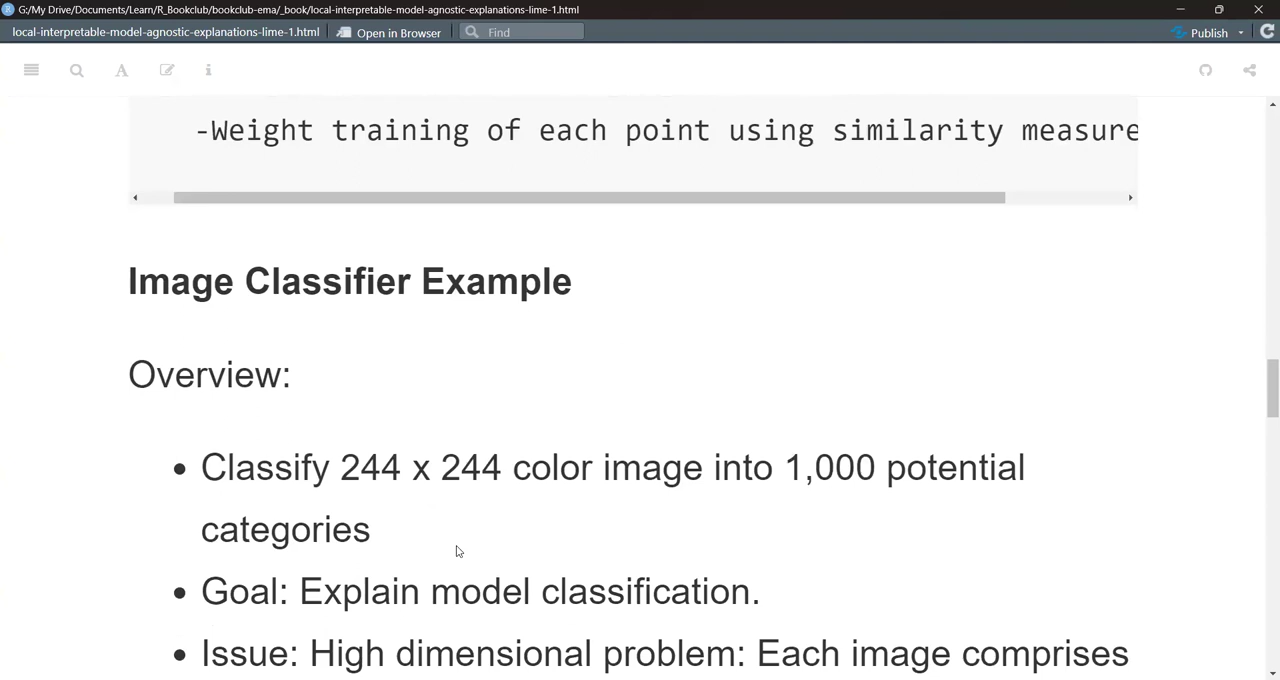 G:/My Drive/Documents/Learn/R_Bookclub/bookclub-ema/_book/local-interpretable-model-agnostic-explanations-lime-1.html
local-interpretable-model-agnostic-explanations-lime-1.html Open in Browser Find Publish
-Weight training of each point using similarity measure
Image Classifier Example
Overview:
• Classify 244 x 244 color image into 1,000 potential
categories
• Goal: Explain model classification.
• Issue: High dimensional problem: Each image comprises